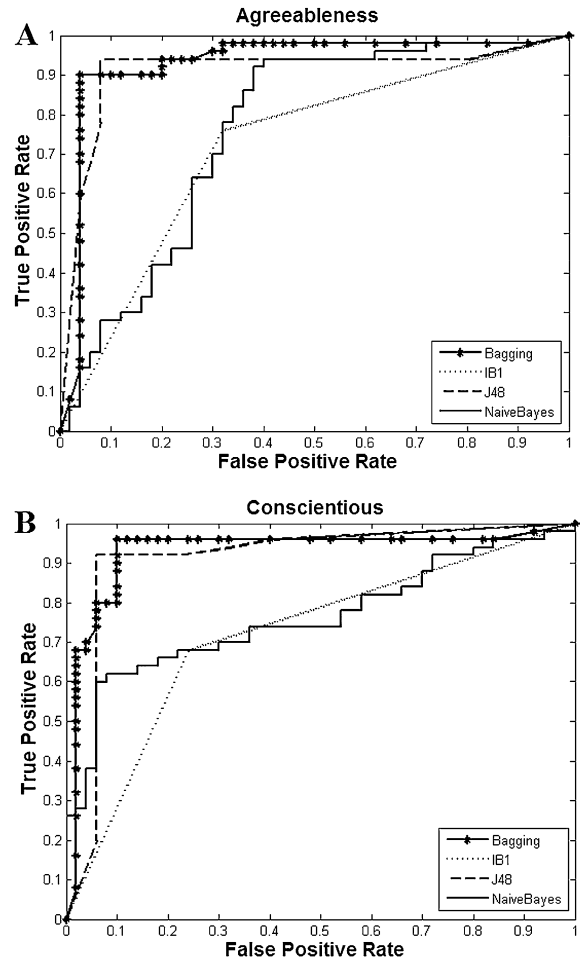 A
Agreeableness
True Positive Rate
1
0.9
0.8
0.7
0.6
0.5
0.4
0.3
0.2
0.1
0
0 0.1 0.2 0.3 0.4 0.5 0.6 0.7 0.8 0.9 1
False Positive Rate
Bagging
IB1
J48
NaiveBayes
B
Conscientious
True Positive Rate
1
0.9
0.8
0.7
0.6
0.5
0.4
0.3
0.2
0.1
0
0 0.1 0.2 0.3 0.4 0.5 0.6 0.7 0.8 0.9 1
False Positive Rate
Bagging
IB1
J48
NaiveBayes